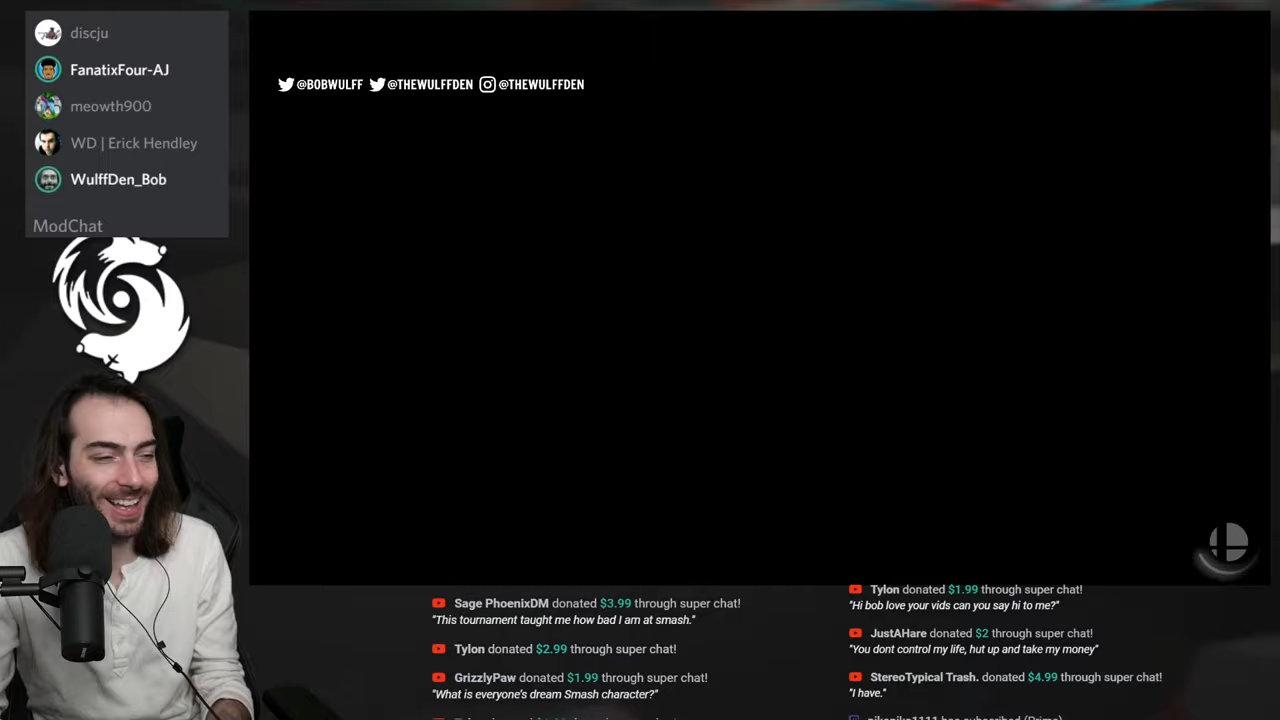 discju
FanatixFour-AJ
meowth900
WD | Erick Hendley
WulffDen_Bob
ModChat
@BOBWULFF @THEWULFFDEN @THEWULFFDEN
Sage PhoenixDM donated $3.99 through super chat!
"This tournament taught me how bad I am at smash."
Tylon donated $2.99 through super chat!
GrizzlyPaw donated $1.99 through super chat!
"What is everyone's dream Smash character?"
Tylon donated $1.99 through super chat!
"Hi bob love your vids can you say hi to me?"
JustAHare donated $2 through super chat!
"You dont control my life, hut up and take my money"
StereoTypical Trash. donated $4.99 through super chat!
"I have."